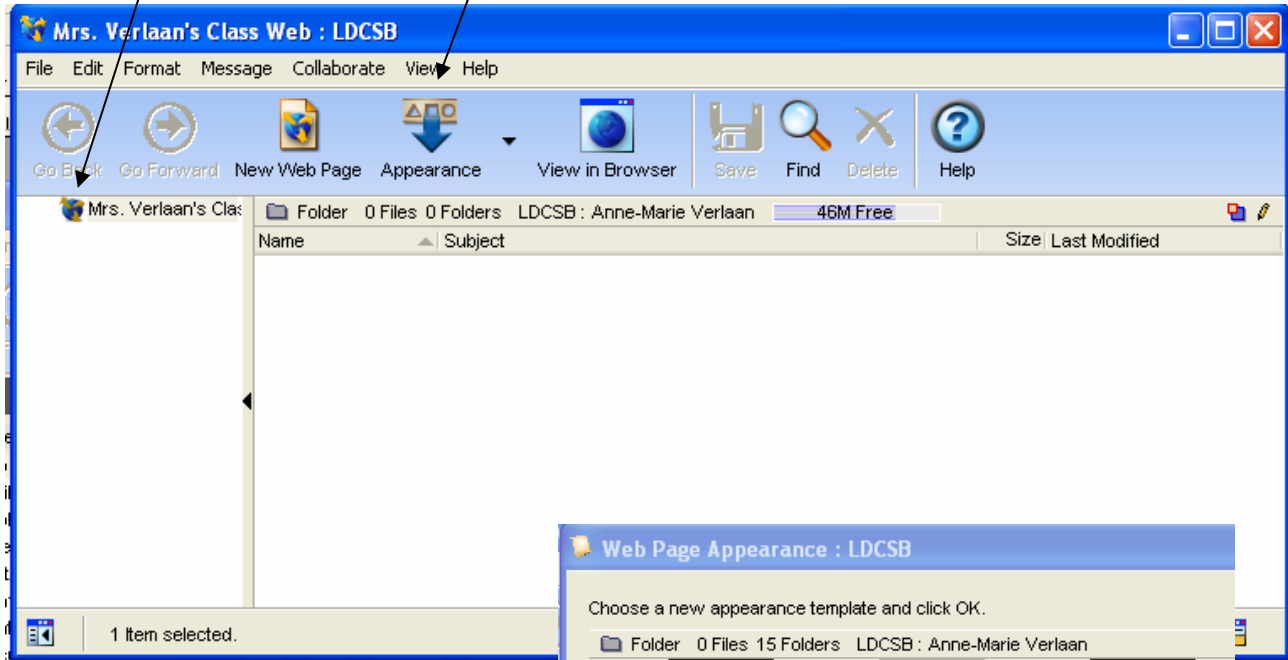 Mrs. Verlaan's Class Web : LDCSB
File Edit Format Message Collaborate View Help
Go Back Go Forward New Web Page Appearance View in Browser Save Find Delete Help
Mrs. Verlaan's Clas
Folder 0 Files 0 Folders LDCSB : Anne-Marie Verlaan 46M Free
Name Subject Size Last Modified
Web Page Appearance : LDCSB
Choose a new appearance template and click OK.
1 Item selected.
Folder 0 Files 15 Folders LDCSB : Anne-Marie Verlaan